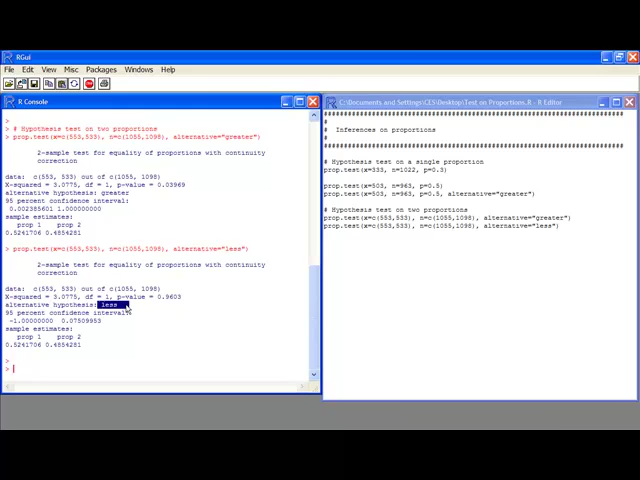 RGui
File Edit View Misc Packages Windows Help
R Console
>
> # Hypothesis test on two proportions
> prop.test(x=c(553,533), n=c(1055,1098), alternative="greater")
2-sample test for equality of proportions with continuity
correction
data: c(553, 533) out of c(1055, 1098)
X-squared = 3.0775, df = 1, p-value = 0.03969
alternative hypothesis: greater
95 percent confidence interval:
0.002385601 1.000000000
sample estimates:
prop 1 prop 2
0.5241706 0.4854281
> prop.test(x=c(553,533), n=c(1055,1098), alternative="less")
2-sample test for equality of proportions with continuity
correction
data: c(553, 533) out of c(1055, 1098)
X-squared = 3.0775, df = 1, p-value = 0.9603
alternative hypothesis: less
95 percent confidence interval:
-1.00000000 0.07509953
sample estimates:
prop 1 prop 2
0.5241706 0.4854281
>
>
C:\Documents and Settings\CES\Desktop\Test on Proportions.R - R Editor
################################################################
#
# Inferences on proportions
#
################################################################
# Hypothesis test on a single proportion
prop.test(x=333, n=1022, p=0.3)
prop.test(x=503, n=963, p=0.5)
prop.test(x=503, n=963, p=0.5, alternative="greater")
# Hypothesis test on two proportions
prop.test(x=c(553,533), n=c(1055,1098), alternative="greater")
prop.test(x=c(553,533), n=c(1055,1098), alternative="less")